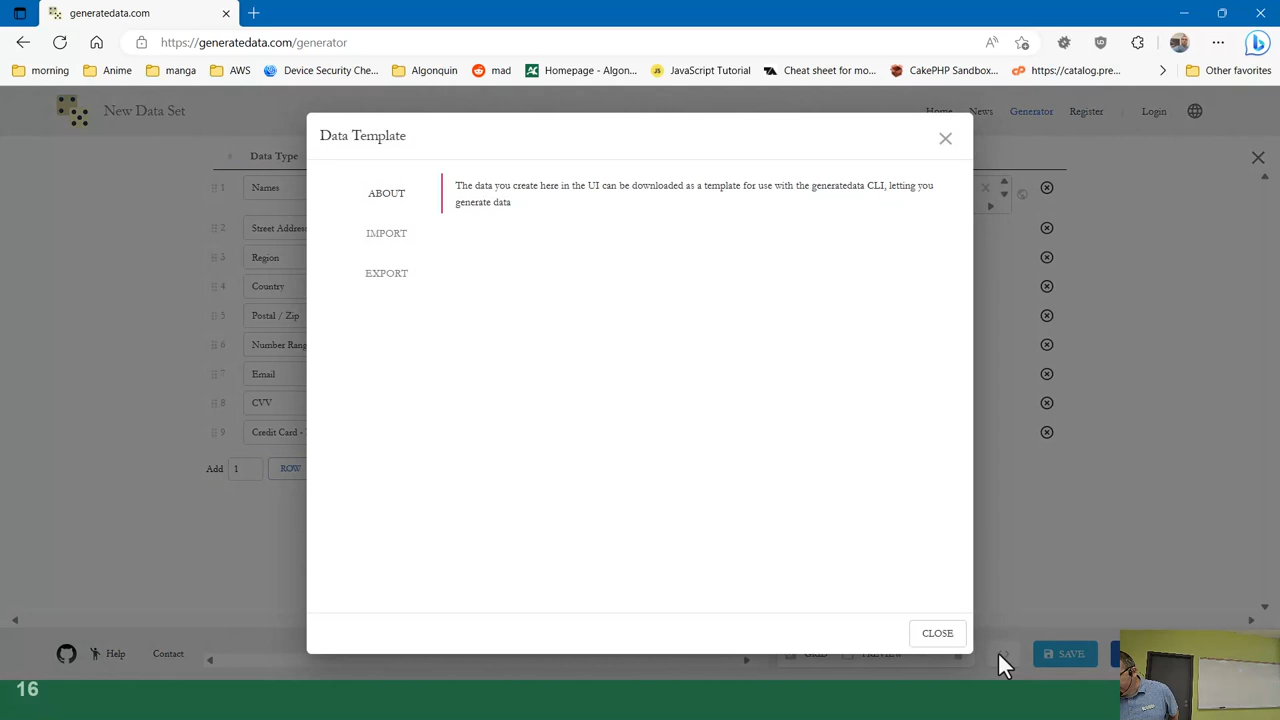 generatedata.com
https://generatedata.com/generator
morning
Anime
manga
AWS
Device Security Che...
Algonquin
mad
Homepage - Algon...
JavaScript Tutorial
Cheat sheet for mo...
CakePHP Sandbox...
https://catalog.pre...
Other favorites
New Data Set
Home
News
Generator
Register
Login
Data Type
1 Names
2 Street Addres
3 Region
4 Country
5 Postal / Zip
6 Number Rang
7 Email
8 CVV
9 Credit Card -
Add 1 ROW
Data Template
ABOUT
IMPORT
EXPORT
The data you create here in the UI can be downloaded as a template for use with the generatedata CLI, letting you
generate data
CLOSE
Help
Contact
GRID
PREVIEW
SAVE
16